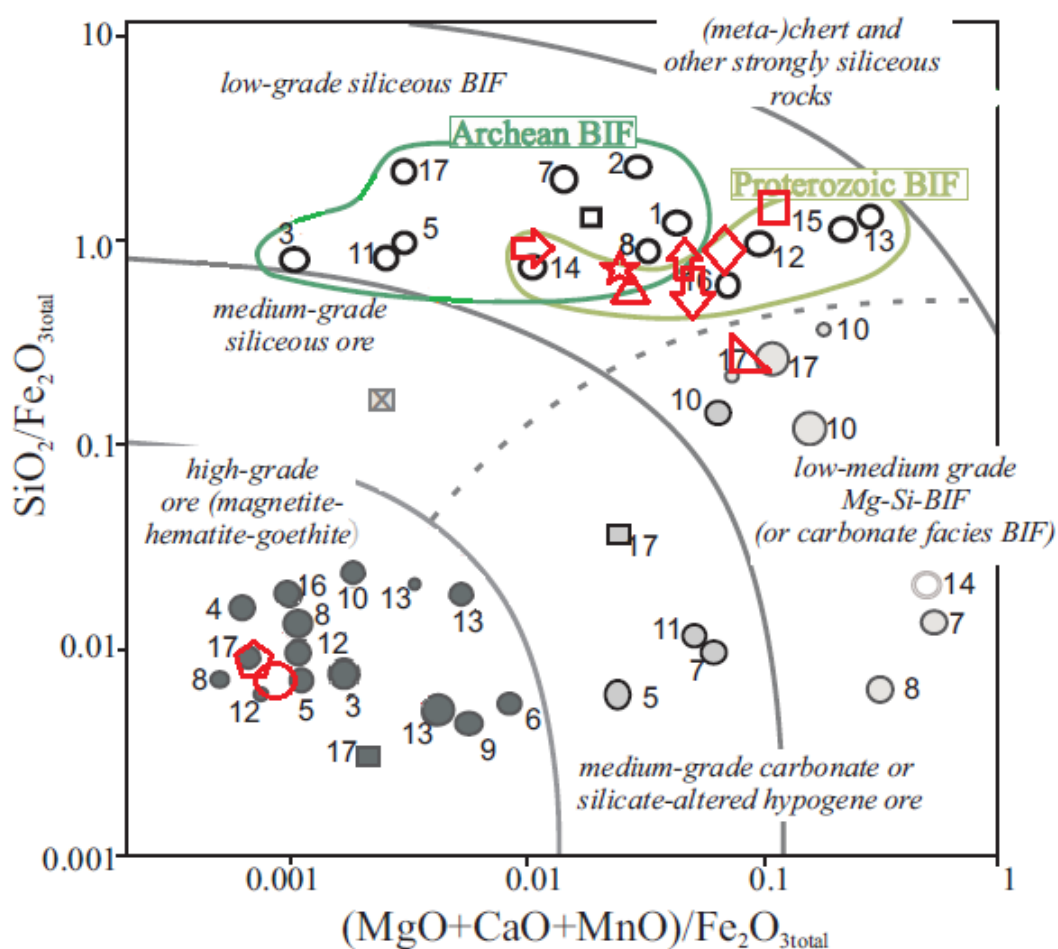 10
(meta-)chert and
other strongly siliceous
rocks
low-grade siliceous BIF
Archean BIF
Proterozoic BIF
17
7
2
1
15
13
12
3
11
5
8
14
16
1.0
medium-grade
siliceous ore
10
17
17
10
10
0.1
high-grade
ore (magnetite-
hematite-goethite)
low-medium grade
Mg-Si-BIF
(or carbonate facies BIF)
17
4
16
10
13
13
8
14
17
12
11
7
7
0.01
8
12
5
3
5
8
13
9
6
17
medium-grade carbonate or
silicate-altered hypogene ore
0.001
0.001
0.01
0.1
1
SiO2/Fe2O3total
(MgO+CaO+MnO)/Fe2O3total